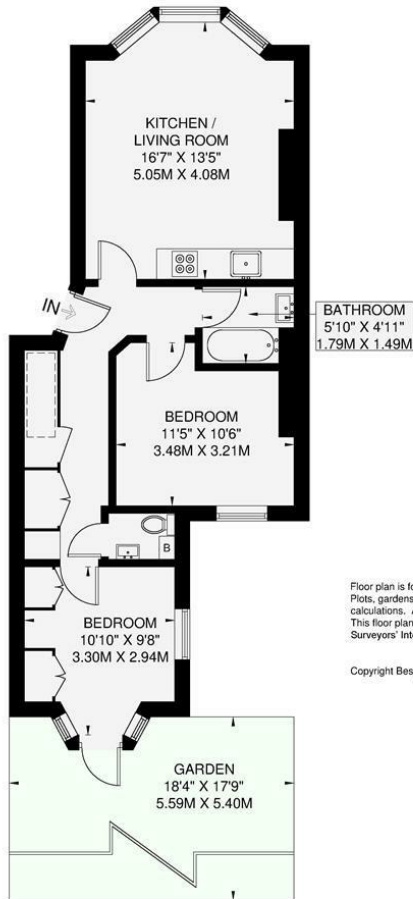 KITCHEN /
LIVING ROOM
16'7" X 13'5"
5.05M X 4.08M
IN
BATHROOM
5'10" X 4'11"
1.79M X 1.49M
BEDROOM
11'5" X 10'6"
3.48M X 3.21M
B
BEDROOM
10'10" X 9'8"
3.30M X 2.94M
Floor plan is fo
Plots, gardens
calculations. A
This floor plan
Surveyors' Int
Copyright Bes
GARDEN
18'4" X 17'9"
5.59M X 5.40M